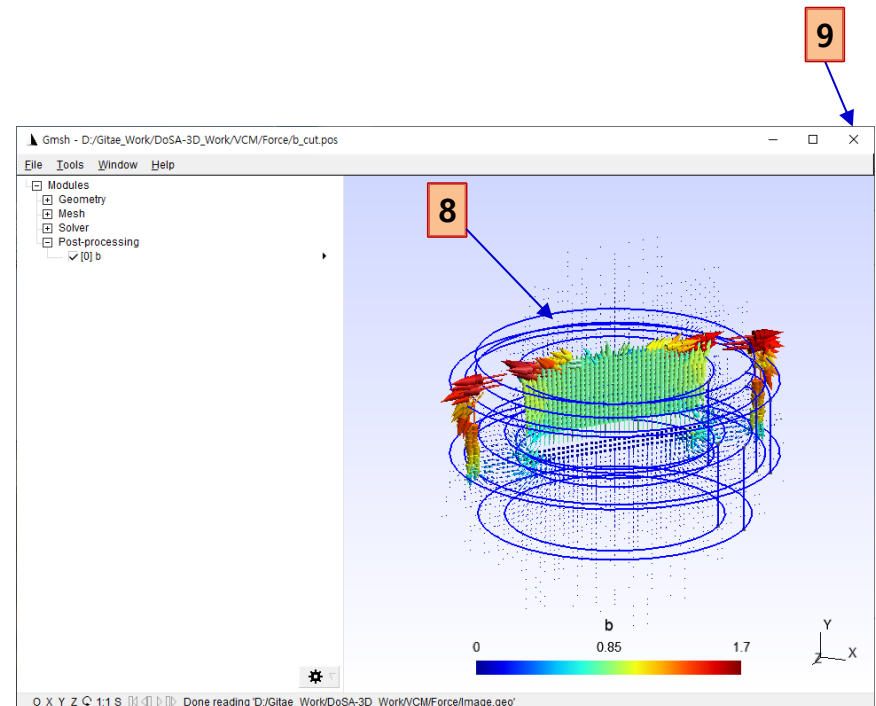 9
Gmsh - D:/Gitae_Work/DoSA-3D_Work/VCM/Force/b_cut.pos
File Tools Window Help
Modules
Geometry
Mesh
Solver
Post-processing
[0] b
8
b
0 0.85 1.7
Y
Z X
O X Y Z 1:1 S Done reading 'D:/Gitae_Work/DoSA-3D_Work/VCM/Force/Image.geo'